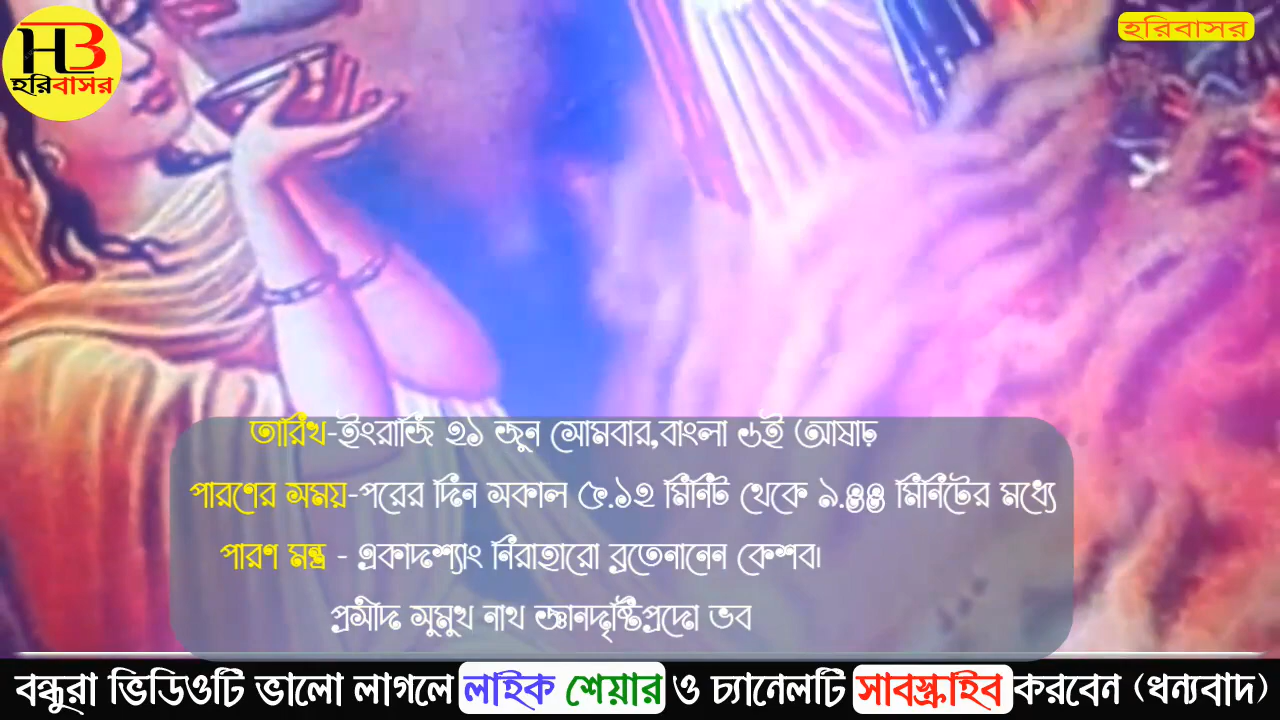 HB
হরিবাসর
হরিবাসর
তারিখ-ইংরাজি ২১ জুন সোমবার,বাংলা ৬ই আষাঢ়
পারণের সময়-পরের দিন সকাল ৫.১২ মিনিট থেকে ৯.৪৪ মিনিটের মধ্যে
পারণ মন্ত্র - একাদশ্যাং নিরাহারো ব্রতেনানেন কেশব।
প্রসীদ সুমুখ নাথ জ্ঞানদৃষ্টিপ্রদো ভব
বন্ধুরা ভিডিওটি ভালো লাগলে লাইক শেয়ার ও চ্যানেলটি সাবস্ক্রাইব করবেন (ধন্যবাদ)